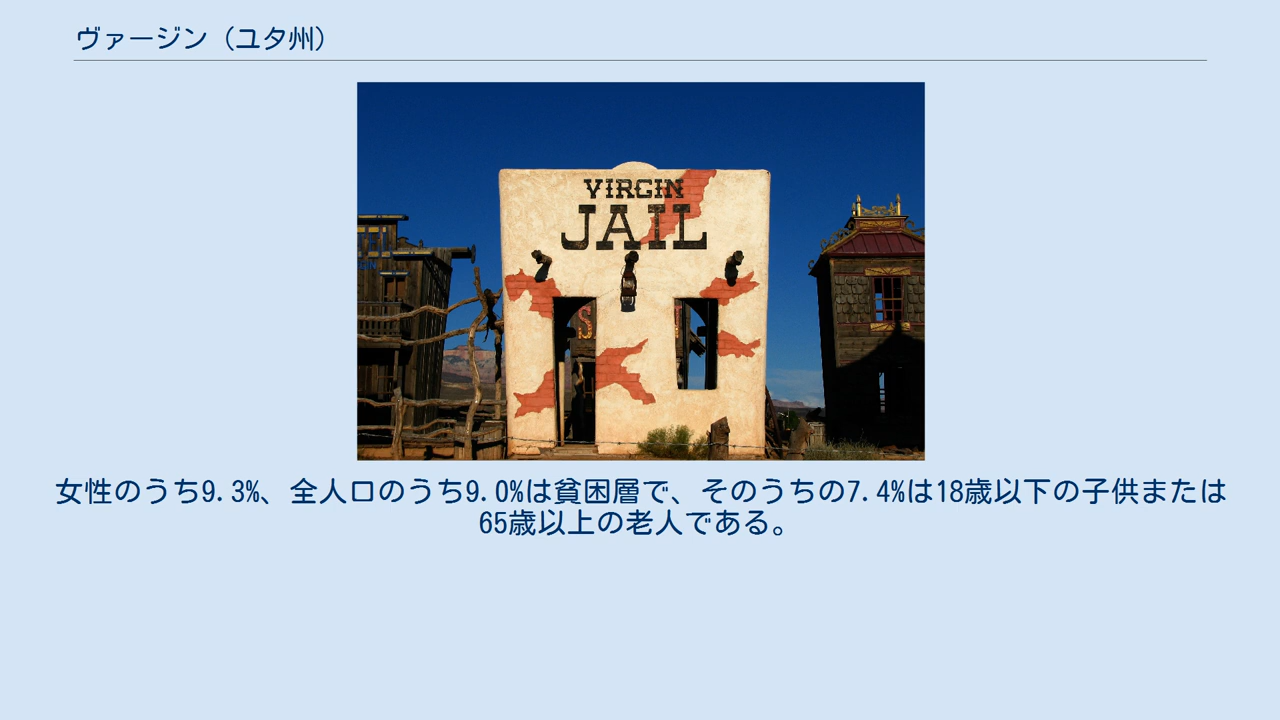 ヴァージン（ユタ州）
VIRGIN
JAIL
女性のうち9.3%、全人口のうち9.0%は貧困層で、そのうちの7.4%は18歳以下の子供または
65歳以上の老人である。